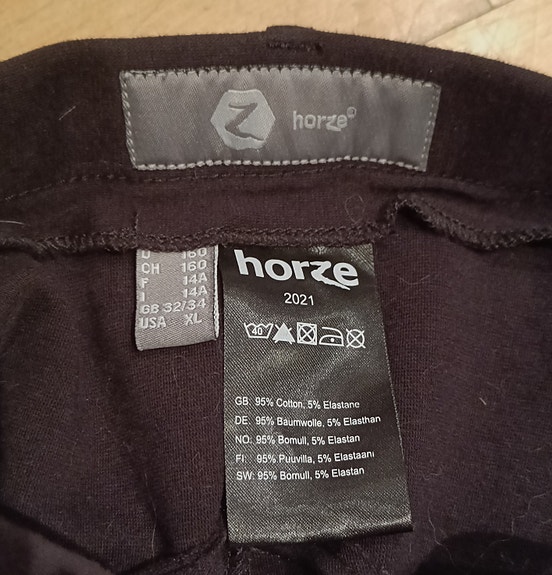 Z horze©
160
CH 160
F 14A
I 14A
GB 32/34
USA XL
horze
2021
40
GB: 95% Cotton, 5% Elastane
DE: 95% Baumwolle, 5% Elasthan
NO: 95% Bomull, 5% Elastan
FI: 95% Puuvilla, 5% Elastaani
SW: 95% Bomull, 5% Elastan